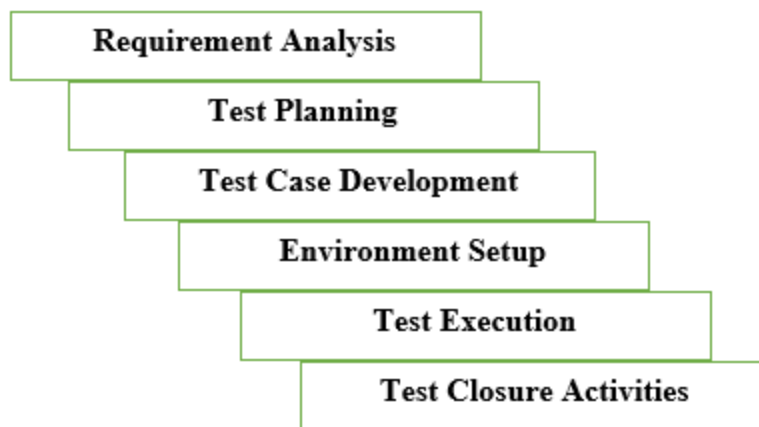 Requirement Analysis
Test Planning
Test Case Development
Environment Setup
Test Execution
Test Closure Activities